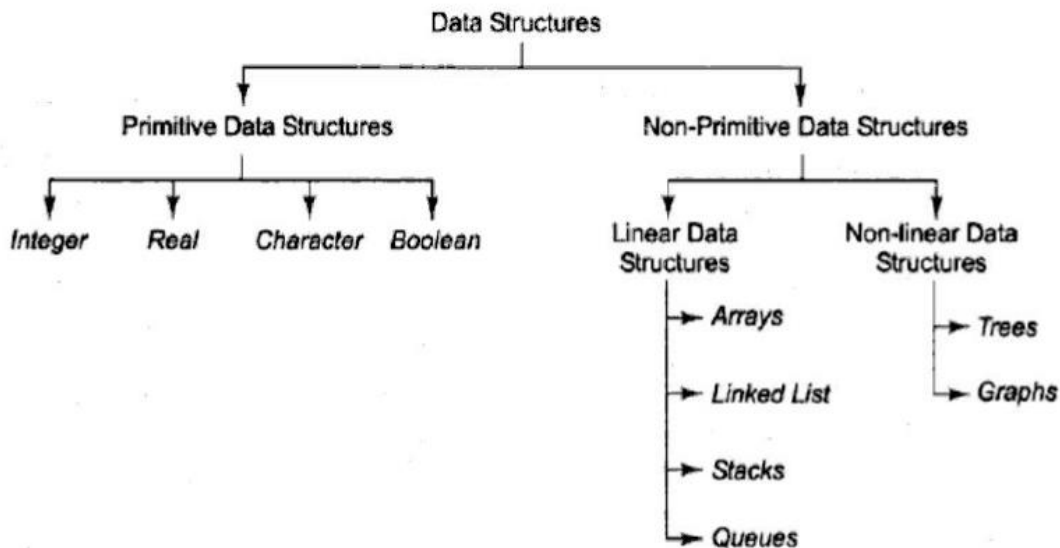 Data Structures
Primitive Data Structures
Non-Primitive Data Structures
Integer
Real
Character
Boolean
Linear Data
Structures
Non-linear Data
Structures
Arrays
Linked List
Stacks
Queues
Trees
Graphs